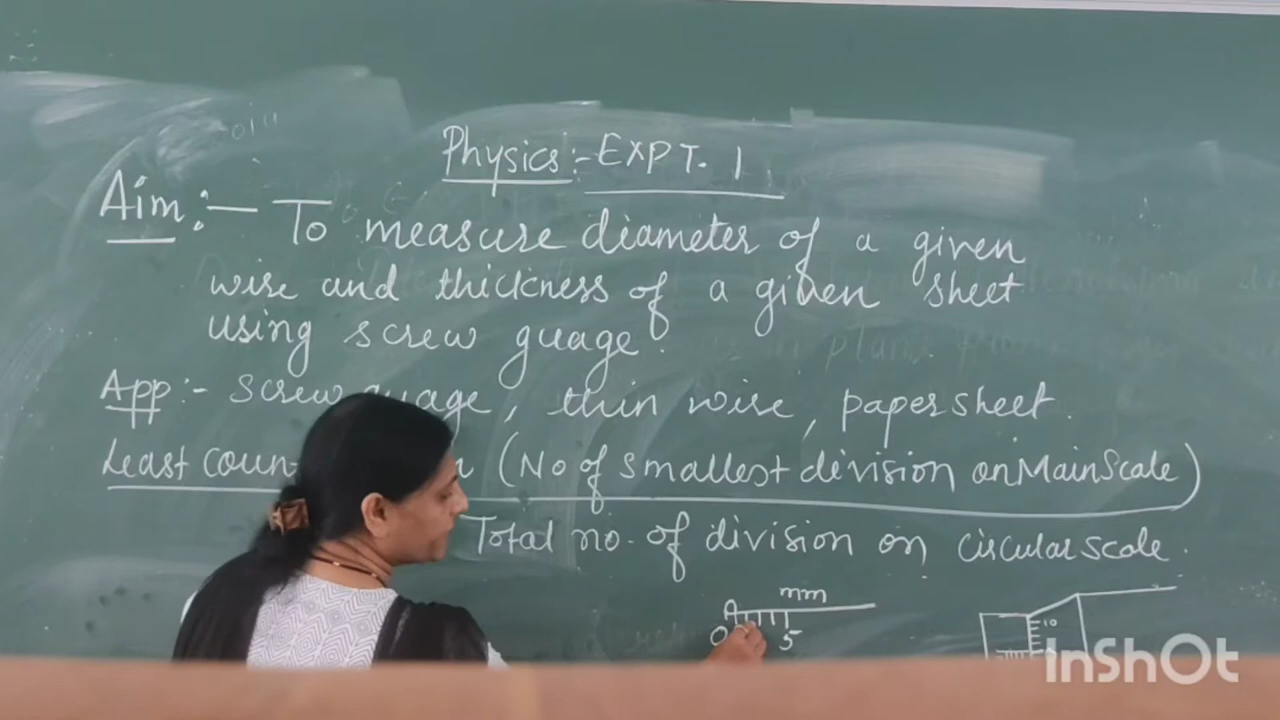 Physics:- EXPT. 1
Aim:- To measure diameter of a given
wire and thickness of a given sheet
using screw guage.
App:- Screw guage, thin wire, paper sheet.
Least coun (No of smallest division on Main Scale)
Total no. of division on circular scale.
mm
A
0 5
10
InShOt